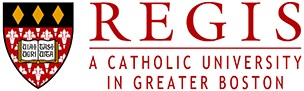 REGIS
A CATHOLIC UNIVERSITY
IN GREATER BOSTON